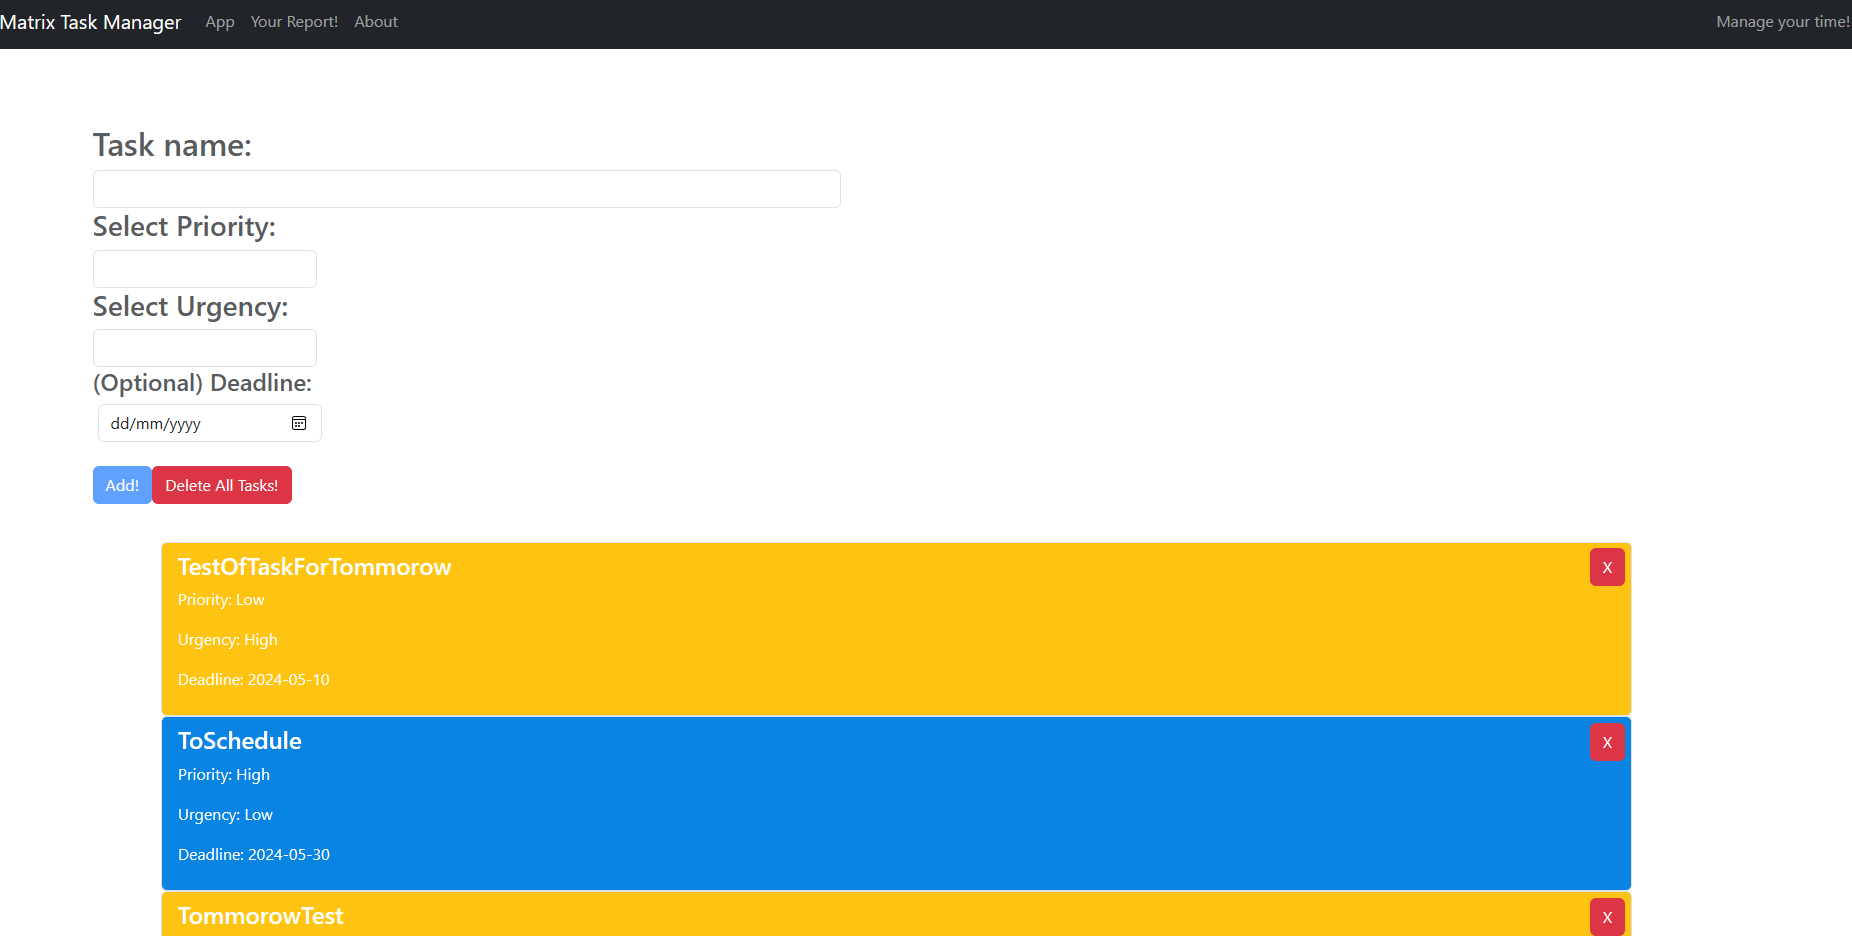 Matrix Task Manager App Your Report! About Manage your time!
Task name:
Select Priority:
Select Urgency:
(Optional) Deadline:
dd/mm/yyyy
Add! Delete All Tasks!
TestOfTaskForTommorow X
Priority: Low
Urgency: High
Deadline: 2024-05-10
ToSchedule X
Priority: High
Urgency: Low
Deadline: 2024-05-30
TommorowTest X